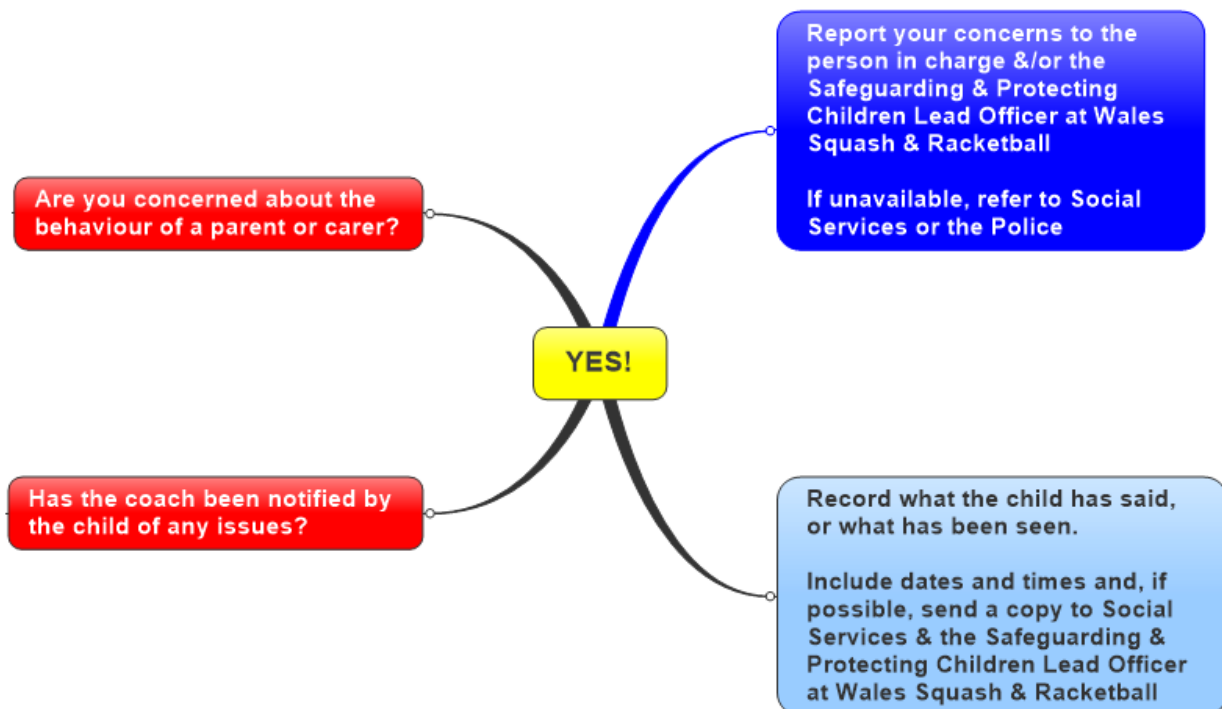 Report your concerns to the
person in charge &/or the
Safeguarding & Protecting
Children Lead Officer at Wales
Squash & Racketball
If unavailable, refer to Social
Services or the Police
Are you concerned about the
behaviour of a parent or carer?
YES!
Has the coach been notified by
the child of any issues?
Record what the child has said,
or what has been seen.
Include dates and times and, if
possible, send a copy to Social
Services & the Safeguarding &
Protecting Children Lead Officer
at Wales Squash & Racketball